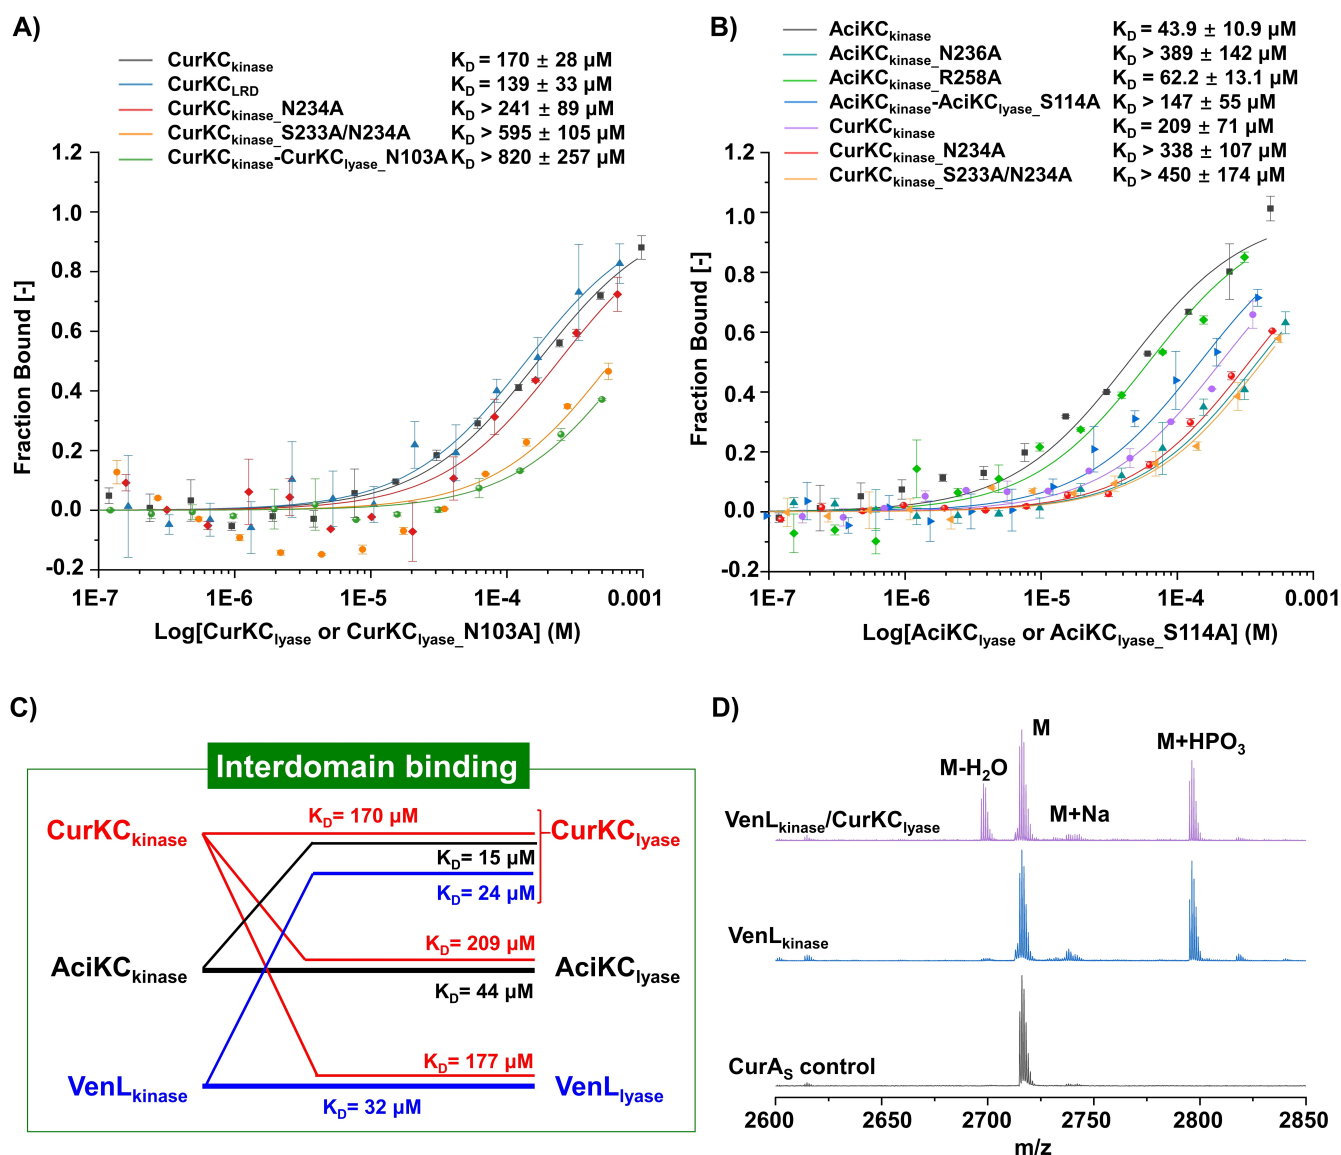 A)
CurKCkinase KD = 170 ± 28 µM
CurKCLRD KD = 139 ± 33 µM
CurKCkinase_N234A KD > 241 ± 89 µM
CurKCkinase_S233A/N234A KD > 595 ± 105 µM
CurKCkinase-CurKClyase_N103A KD > 820 ± 257 µM
1.2
1.0
0.8
0.6
0.4
0.2
0.0
-0.2
Fraction Bound [-]
1E-7 1E-6 1E-5 1E-4 0.001
Log[CurKClyase or CurKClyase_N103A] (M)
B)
AciKCkinase KD = 43.9 ± 10.9 µM
AciKCkinase_N236A KD > 389 ± 142 µM
AciKCkinase_R258A KD = 62.2 ± 13.1 µM
AciKCkinase-AciKClyase_S114A KD > 147 ± 55 µM
CurKCkinase KD = 209 ± 71 µM
CurKCkinase_N234A KD > 338 ± 107 µM
CurKCkinase_S233A/N234A KD > 450 ± 174 µM
1.2
1.0
0.8
0.6
0.4
0.2
0.0
-0.2
Fraction Bound [-]
1E-7 1E-6 1E-5 1E-4 0.001
Log[AciKClyase or AciKClyase_S114A] (M)
C)
Interdomain binding
KD= 170 µM
CurKCkinase CurKClyase
KD= 15 µM
KD= 24 µM
KD= 209 µM
AciKCkinase AciKClyase
KD= 44 µM
KD= 177 µM
VenLkinase VenLlyase
KD= 32 µM
D)
M
M+HPO3
M-H2O
M+Na
VenLkinase/CurKClyase
VenLkinase
CurAS control
2600 2650 2700 2750 2800 2850
m/z